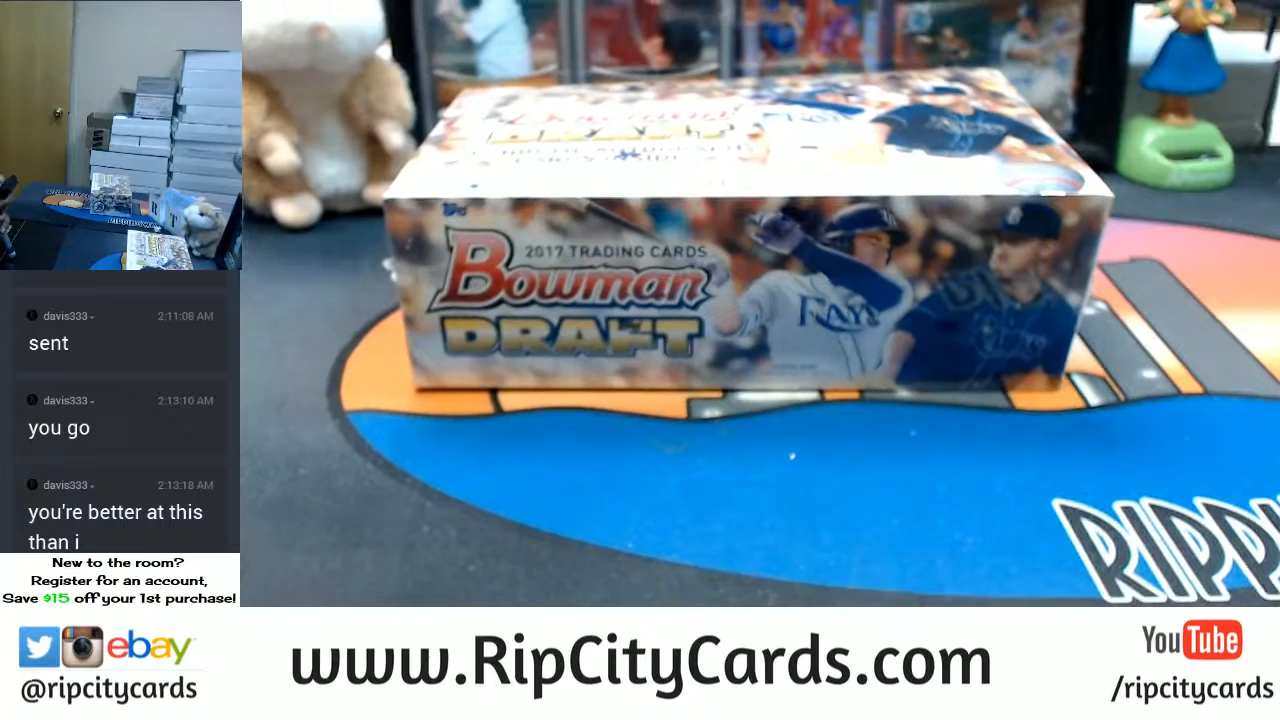 davis333
2:11:08 AM
sent
davis333
2:13:10 AM
you go
davis333
2:13:18 AM
you're better at this
than i
New to the room?
Register for an account,
Save $15 off your 1st purchase!
topps
2017 TRADING CARDS
Bowman
DRAFT
RAYS
RIPPI
ebay
@ripcitycards
www.RipCityCards.com
YouTube
/ripcitycards